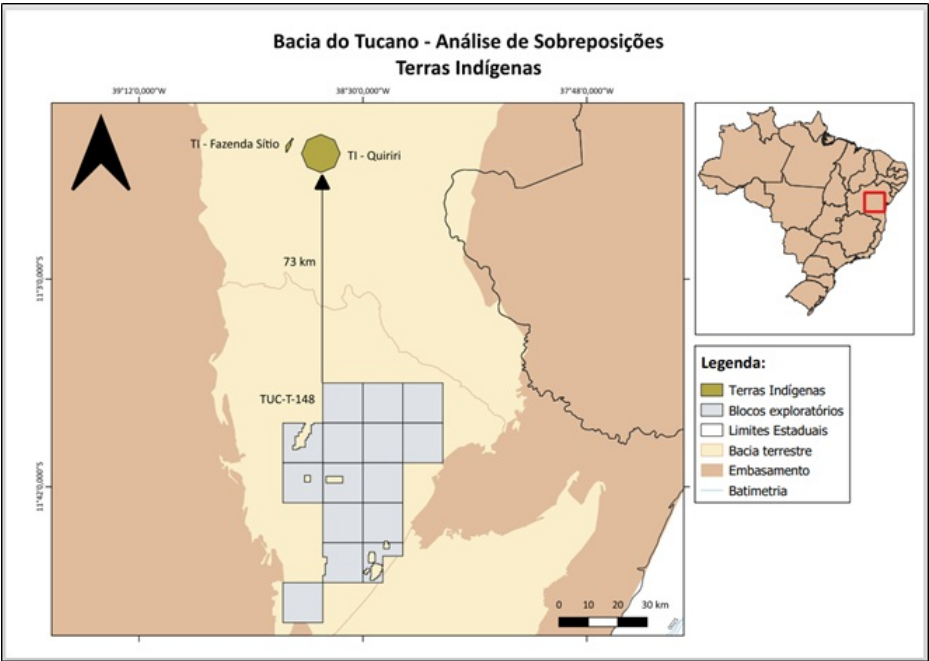 Bacia do Tucano - Análise de Sobreposições
Terras Indígenas
39°12'0,000"W
38°30'0,000"W
37°48'0,000"W
TI - Fazenda Sítio
TI - Quiriri
73 km
11°3'0,000"S
TUC-T-148
11°42'0,000"S
0 10 20 30 km
Legenda:
Terras Indígenas
Blocos exploratórios
Limites Estaduais
Bacia terrestre
Embasamento
Batimetria